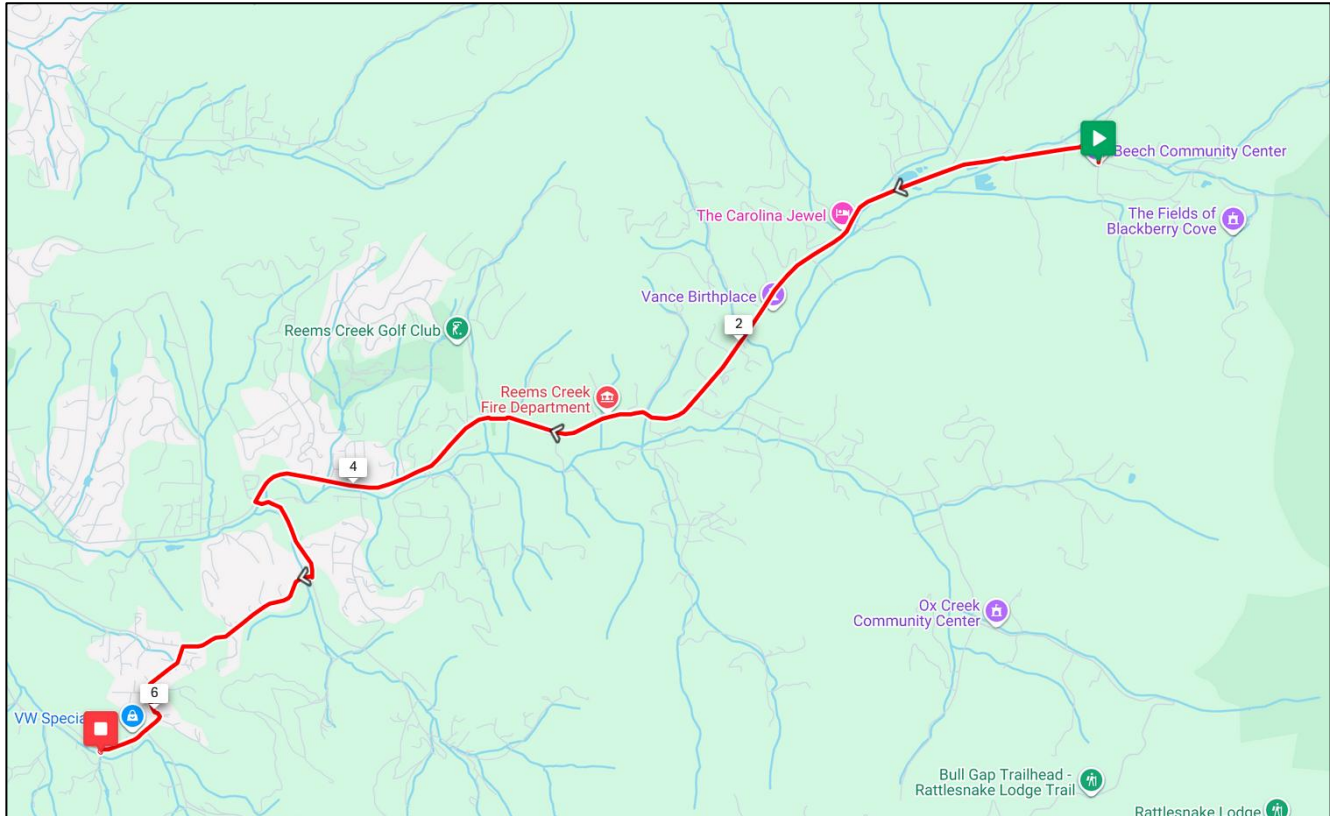 Beech Community Center
The Carolina Jewel
The Fields of
Blackberry Cove
Vance Birthplace
2
Reems Creek Golf Club
Reems Creek
Fire Department
4
Ox Creek
Community Center
6
VW Specia
Bull Gap Trailhead -
Rattlesnake Lodge Trail
Rattlesnake Lodge